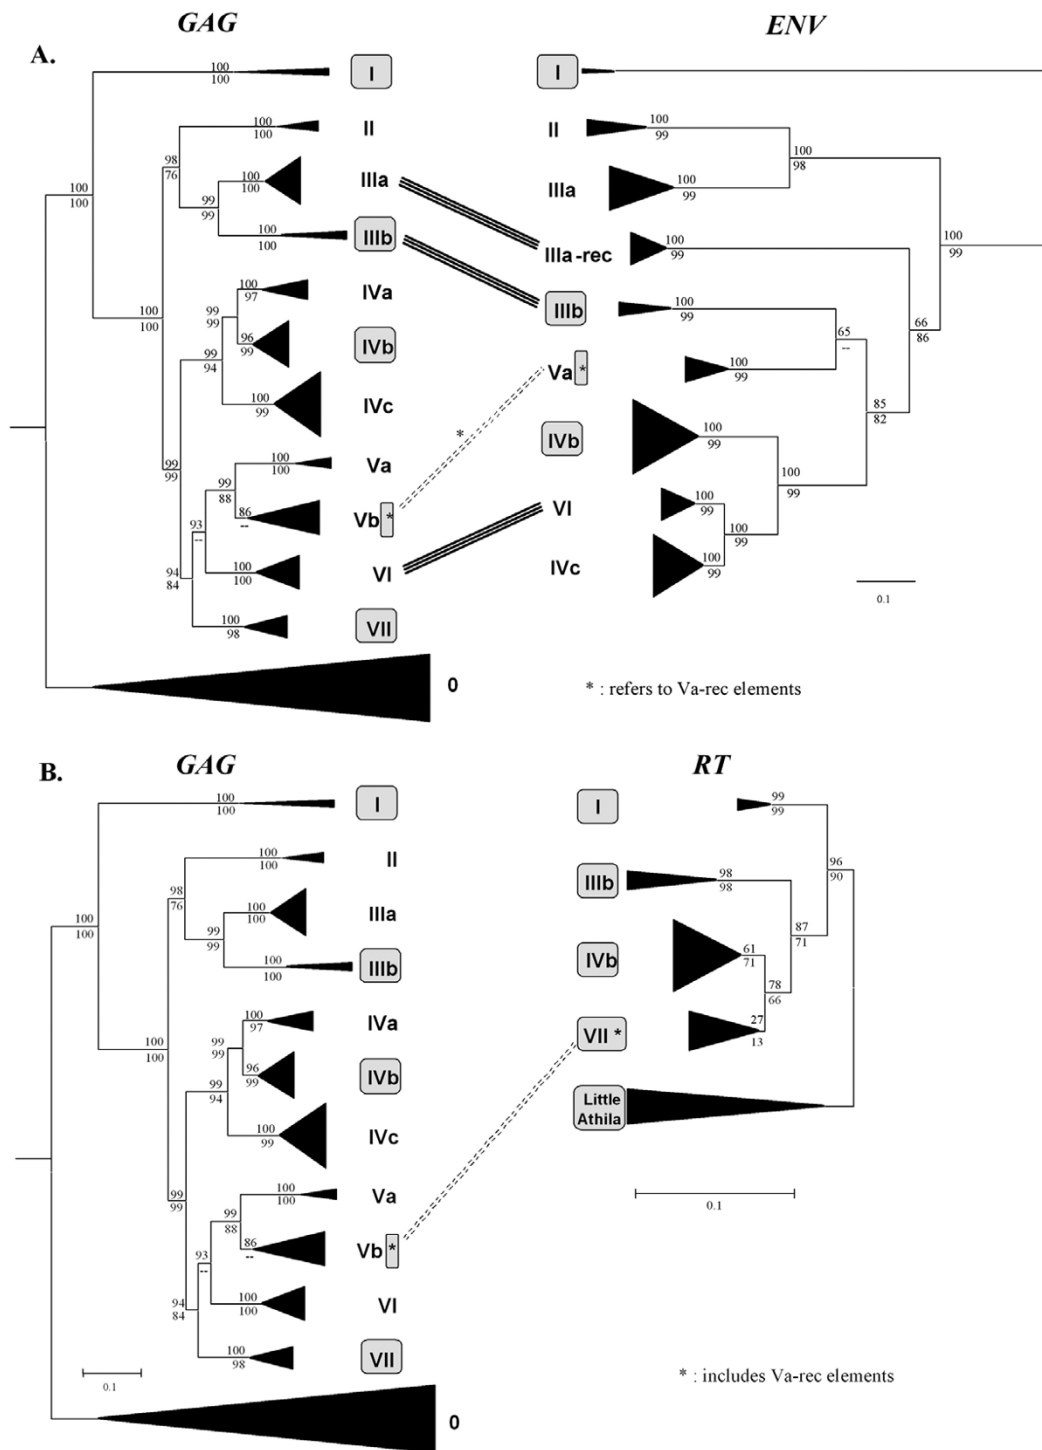 GAG ENV
A.
100 100 I I
100 100 II II 100 99
100 98
98 76
100 100 IIIa IIIa 100 99
99 99
100 100
100 100 IIIb IIIa-rec 100 99
100 99
100 97 IVa IIIb 100 99
99 99
100 100
96 99 IVb 65 --
66 86
99 94
Va * 100 99
100 99 IVc
85 82
IVb 100 99
*
100 100 Va
99 99
99 88
100 99
86 -- Vb *
VI 100 99
93 --
100 99
100 100 VI IVc 100 99
94 84
0.1
100 98 VII
0
* : refers to Va-rec elements
B.
GAG RT
100 100 I I 99 99
100 100 II
96 90
98 76
IIIb 98 98
100 100 IIIa
99 99
100 100
87 71
100 100 IIIb IVb 61 71
78 66
100 97 IVa VII * 27 13
99 99
100 100
96 99 IVb
99 94
Little
Athila
100 99 IVc
100 100 Va
99 99
0.1
99 88
86 -- Vb *
93 --
100 100 VI
94 84
100 98 VII
0.1
* : includes Va-rec elements
0